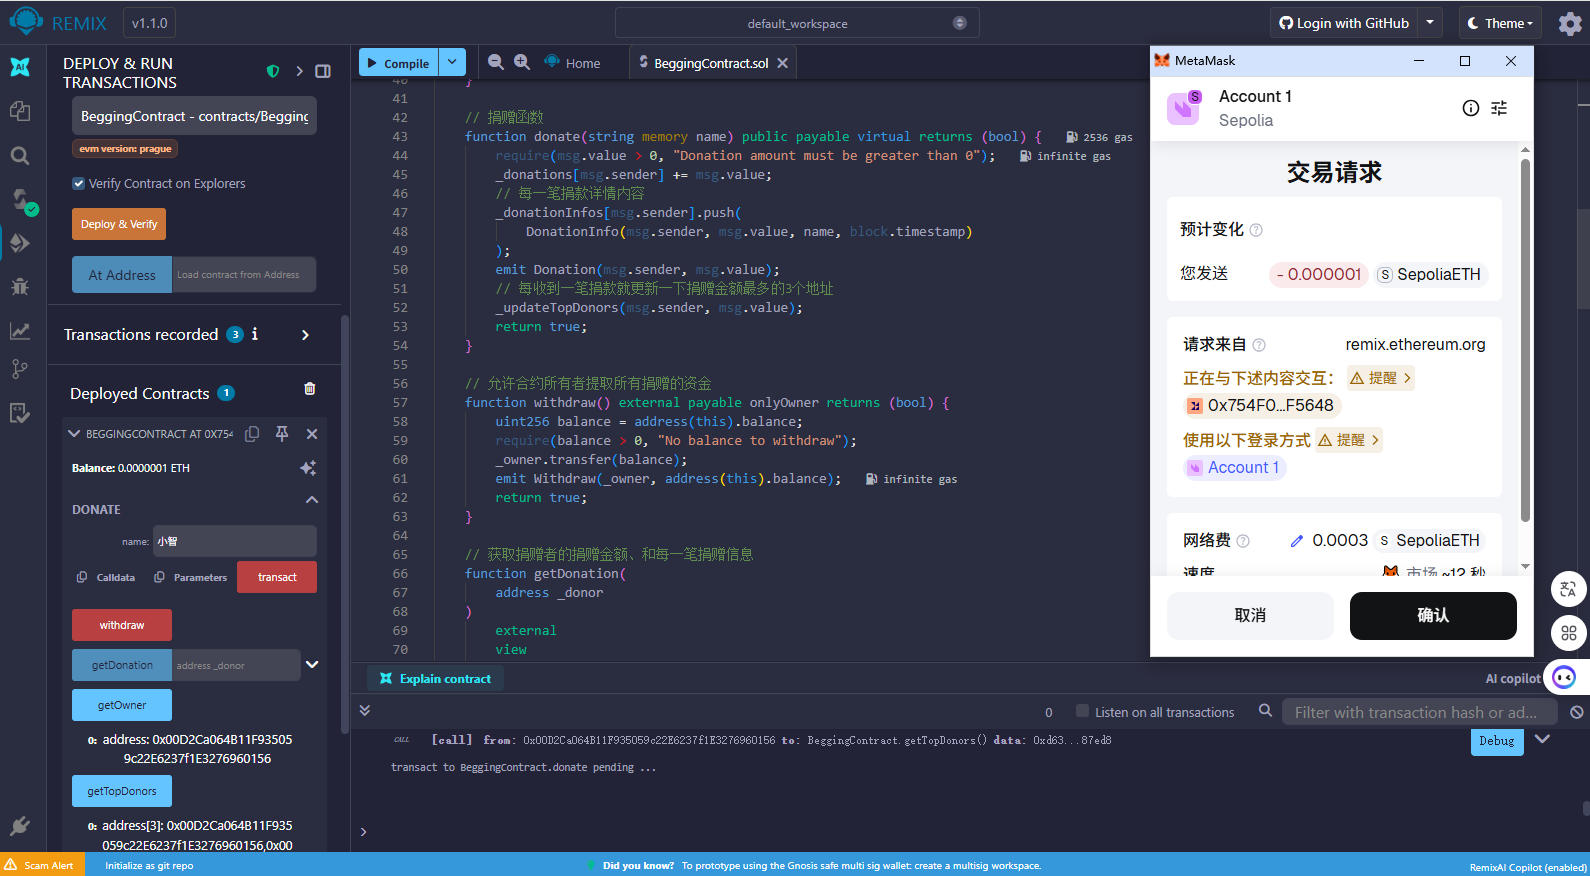 REMIX v1.1.0
default_workspace
Login with GitHub
Theme
AI
DEPLOY & RUN
TRANSACTIONS
BeggingContract - contracts/Begging
evm version: prague
Verify Contract on Explorers
Deploy & Verify
At Address Load contract from Address
Transactions recorded 3 i
Deployed Contracts 1
BEGGINGCONTRACT AT 0X754
Balance: 0.0000001 ETH
DONATE
name: 小智
Calldata Parameters transact
withdraw
getDonation address _donor
getOwner
0: address: 0x00D2Ca064B11F93505
9c22E6237f1E3276960156
getTopDonors
0: address[3]: 0x00D2Ca064B11F935
059c22E6237f1E3276960156,0x00
Compile
Home
BeggingContract.sol
40 }
41
42 // 捐赠函数
43 function donate(string memory name) public payable virtual returns (bool) { 2536 gas
44 require(msg.value > 0, "Donation amount must be greater than 0"); infinite gas
45 _donations[msg.sender] += msg.value;
46 // 每一笔捐款详情内容
47 _donationInfos[msg.sender].push(
48 DonationInfo(msg.sender, msg.value, name, block.timestamp)
49 );
50 emit Donation(msg.sender, msg.value);
51 // 每收到一笔捐款就更新一下捐赠金额最多的3个地址
52 _updateTopDonors(msg.sender, msg.value);
53 return true;
54 }
55
56 // 允许合约所有者提取所有捐赠的资金
57 function withdraw() external payable onlyOwner returns (bool) {
58 uint256 balance = address(this).balance;
59 require(balance > 0, "No balance to withdraw");
60 _owner.transfer(balance);
61 emit Withdraw(_owner, address(this).balance); infinite gas
62 return true;
63 }
64
65 // 获取捐赠者的捐赠金额、和每一笔捐赠信息
66 function getDonation(
67 address _donor
68 )
69 external
70 view
Explain contract
AI copilot
0 Listen on all transactions
Filter with transaction hash or ad...
CALL [call] from: 0x00D2Ca064B11F935059c22E6237f1E3276960156 to: BeggingContract.getTopDonors() data: 0xd63...87ed8
Debug
transact to BeggingContract.donate pending ...
>
MetaMask
S Account 1
Sepolia
交易请求
预计变化
您发送 - 0.000001 S SepoliaETH
请求来自 remix.ethereum.org
正在与下述内容交互: 提醒 >
0x754F0...F5648
使用以下登录方式 提醒 >
Account 1
网络费 0.0003 S SepoliaETH
速度 市场 ~12 秒
取消 确认
Scam Alert
Initialize as git repo
Did you know? To prototype using the Gnosis safe multi sig wallet: create a multisig workspace.
RemixAI Copilot (enabled)